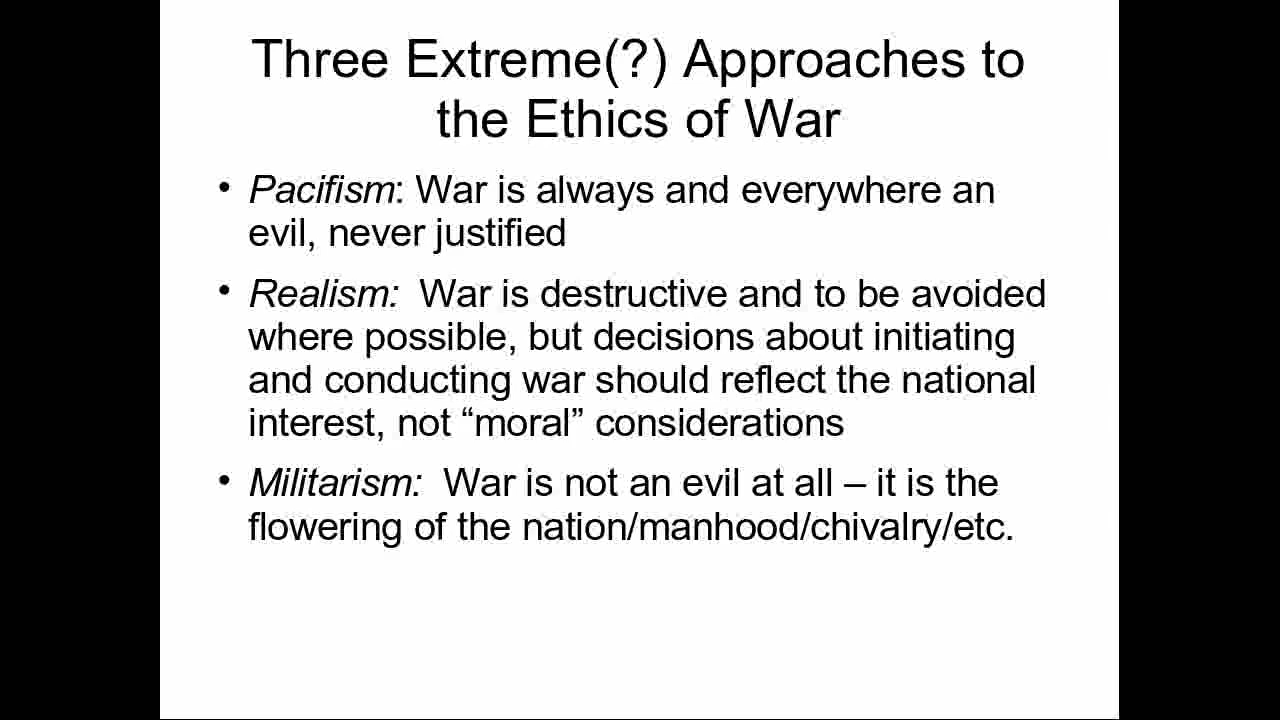 Three Extreme(?) Approaches to
the Ethics of War
• Pacifism: War is always and everywhere an
evil, never justified
• Realism:  War is destructive and to be avoided
where possible, but decisions about initiating
and conducting war should reflect the national
interest, not “moral” considerations
• Militarism:  War is not an evil at all – it is the
flowering of the nation/manhood/chivalry/etc.